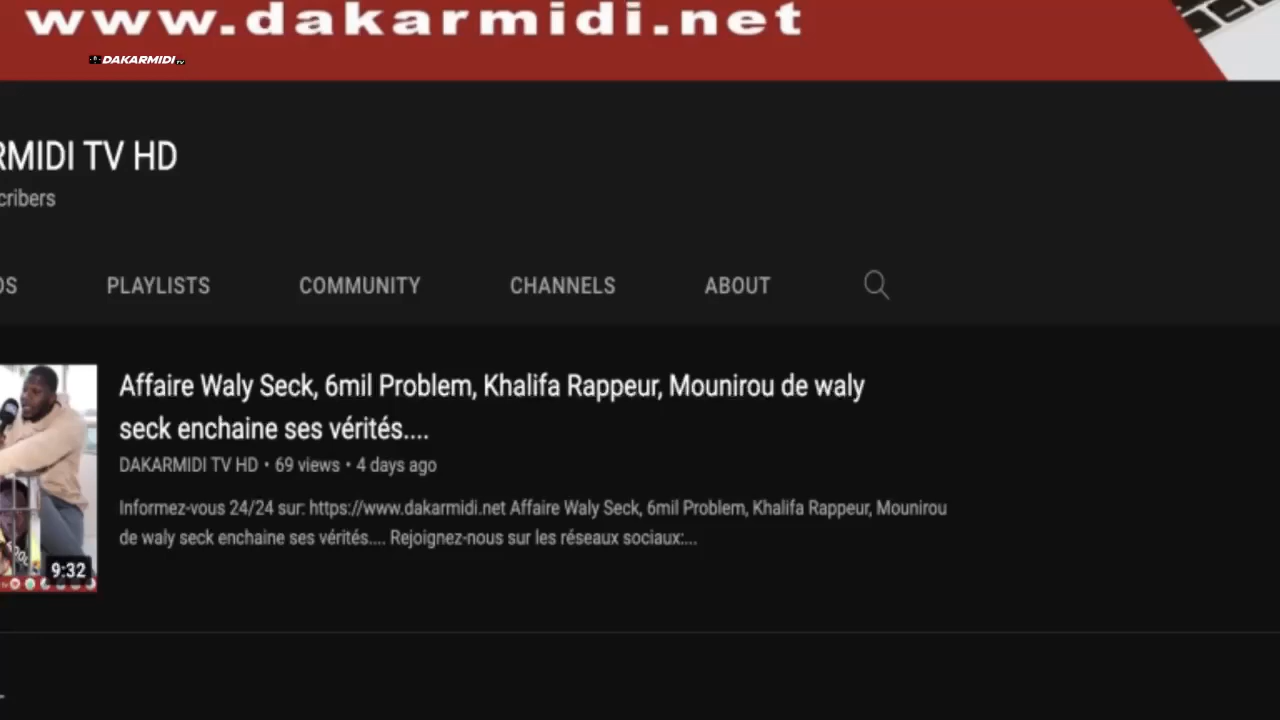 www.dakarmidi.net
DAKARMIDI TV
RMIDI TV HD
cribers
OS PLAYLISTS COMMUNITY CHANNELS ABOUT
Affaire Waly Seck, 6mil Problem, Khalifa Rappeur, Mounirou de waly
seck enchaine ses vérités....
DAKARMIDI TV HD • 69 views • 4 days ago
Informez-vous 24/24 sur: https://www.dakarmidi.net Affaire Waly Seck, 6mil Problem, Khalifa Rappeur, Mounirou
de waly seck enchaine ses vérités.... Rejoignez-nous sur les réseaux sociaux:...
9:32